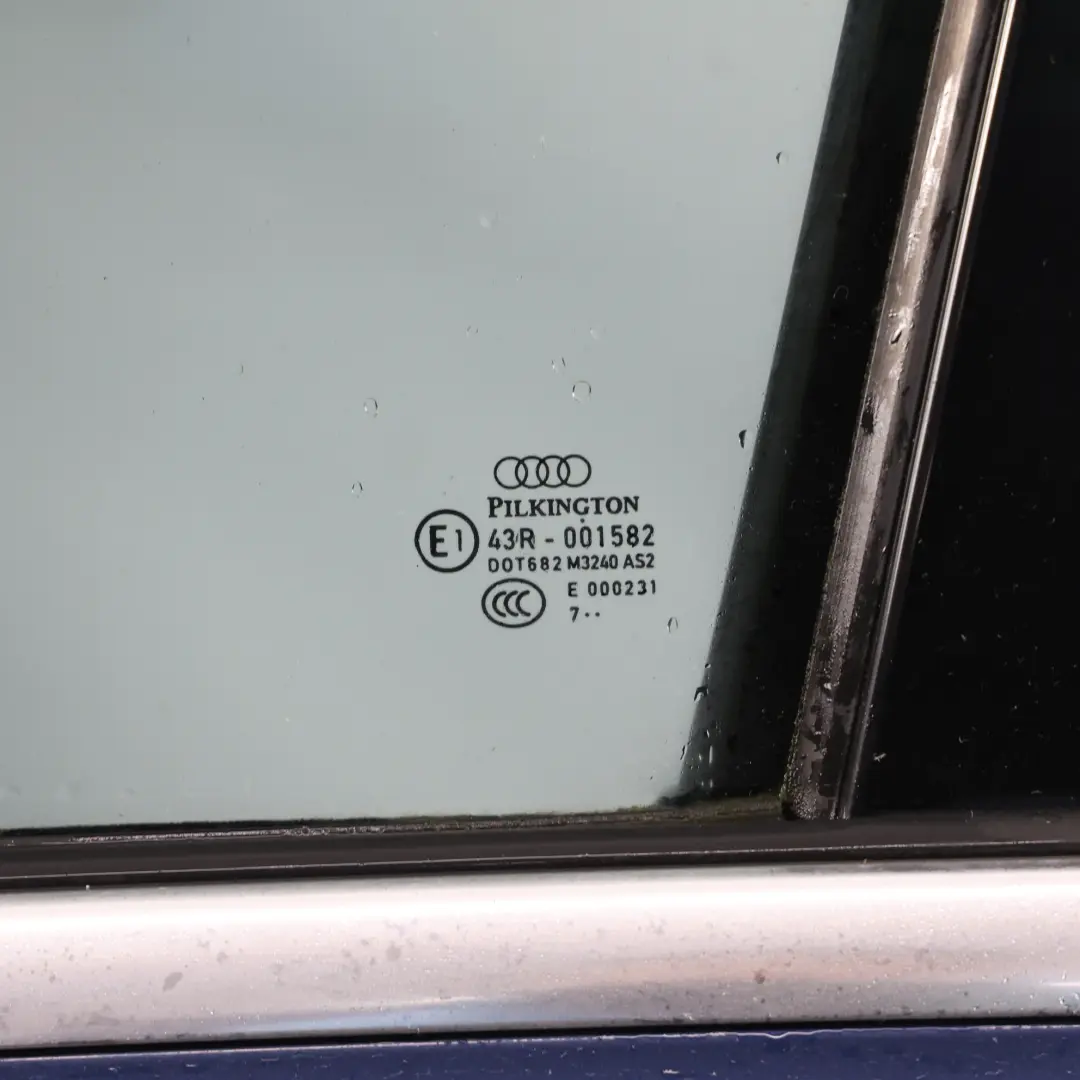 PILKINGTON
E1 43R - 001582
DOT682 M3240 AS2
CCC E 000231
7··